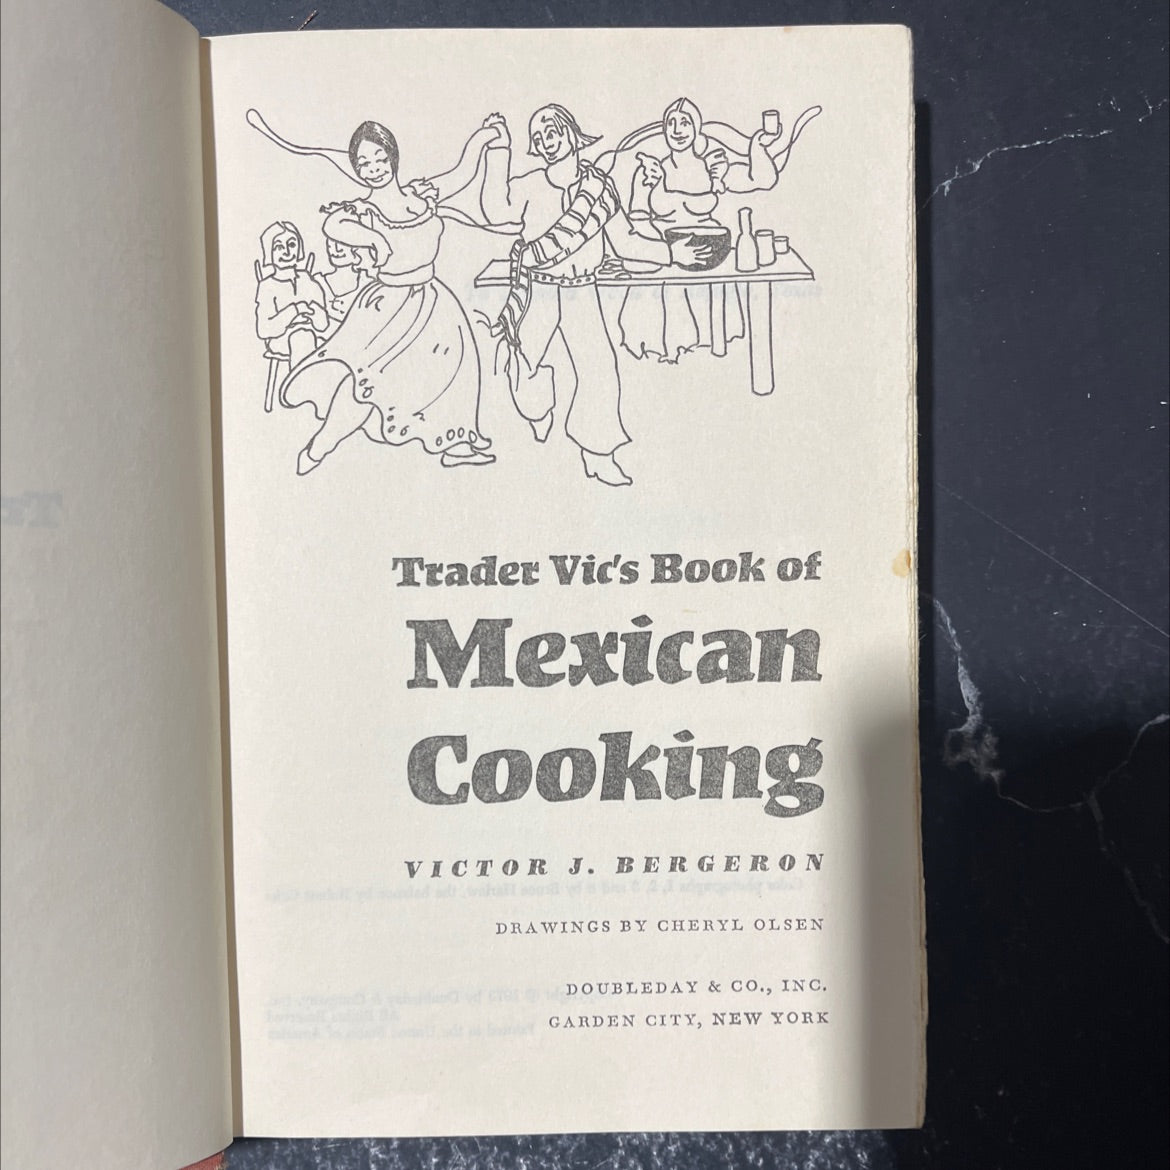 Trader Vic's Book of
Mexican
Cooking
VICTOR J. BERGERON
DRAWINGS BY CHERYL OLSEN
DOUBLEDAY & CO., INC.
GARDEN CITY, NEW YORK